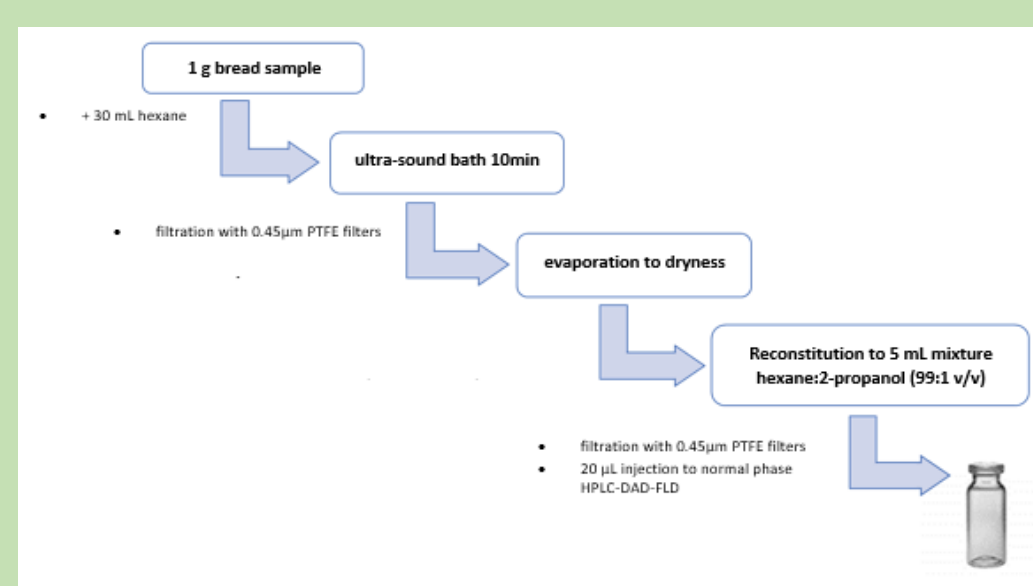 1 g bread sample
• + 30 mL hexane
ultra-sound bath 10min
• filtration with 0.45μm PTFE filters
evaporation to dryness
Reconstitution to 5 mL mixture
hexane:2-propanol (99:1 v/v)
• filtration with 0.45μm PTFE filters
• 20 μL injection to normal phase
HPLC-DAD-FLD